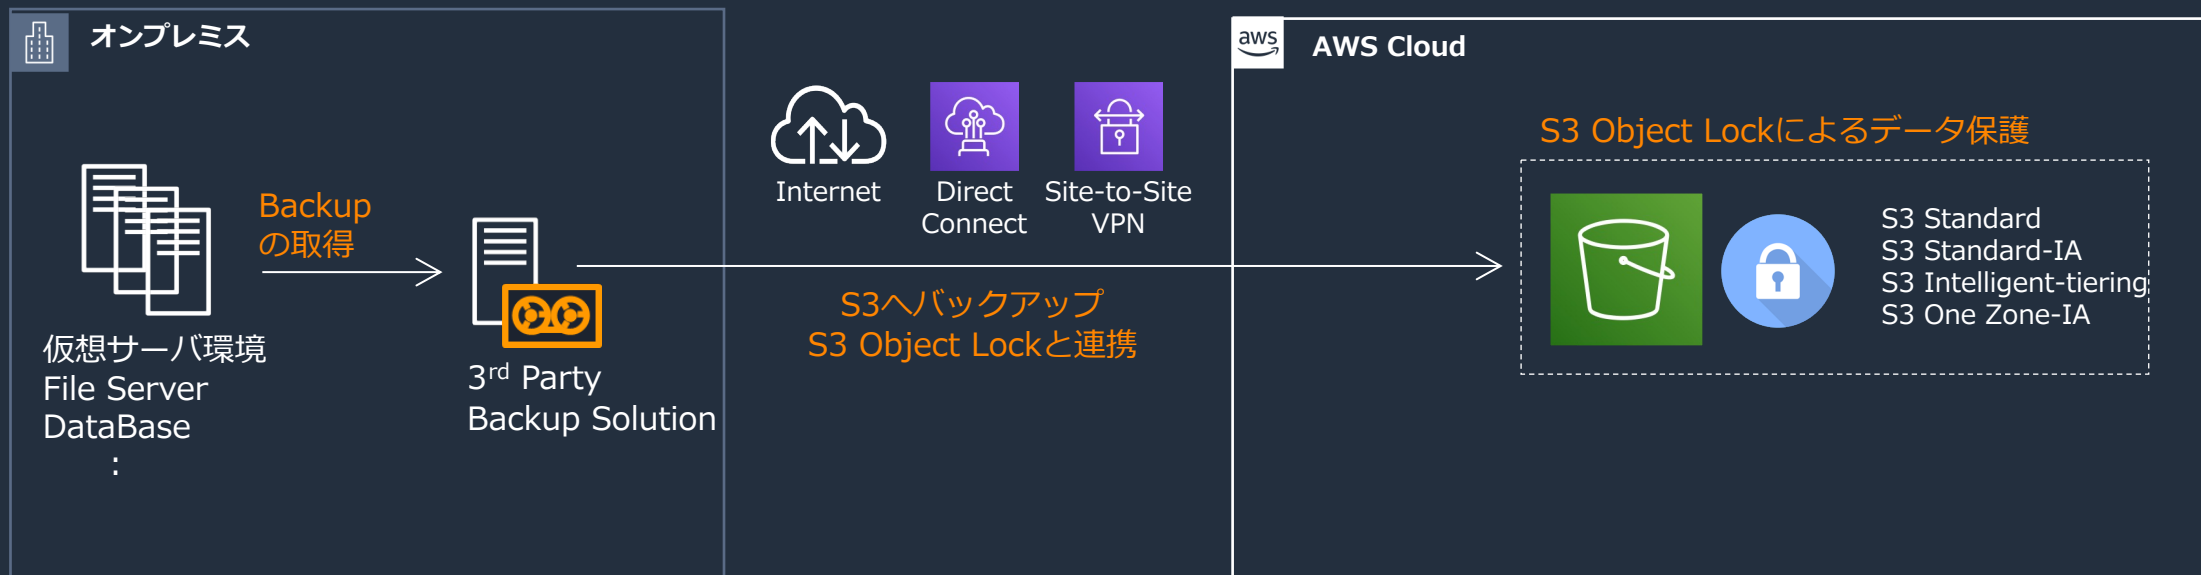 オンプレミス
aws
AWS Cloud
S3 Object Lockによるデータ保護
Internet
Direct
Connect
Site-to-Site
VPN
Backup
の取得
S3 Standard
S3 Standard-IA
S3 Intelligent-tiering
S3 One Zone-IA
S3へバックアップ
S3 Object Lockと連携
仮想サーバ環境
File Server
DataBase
:
3rd Party
Backup Solution